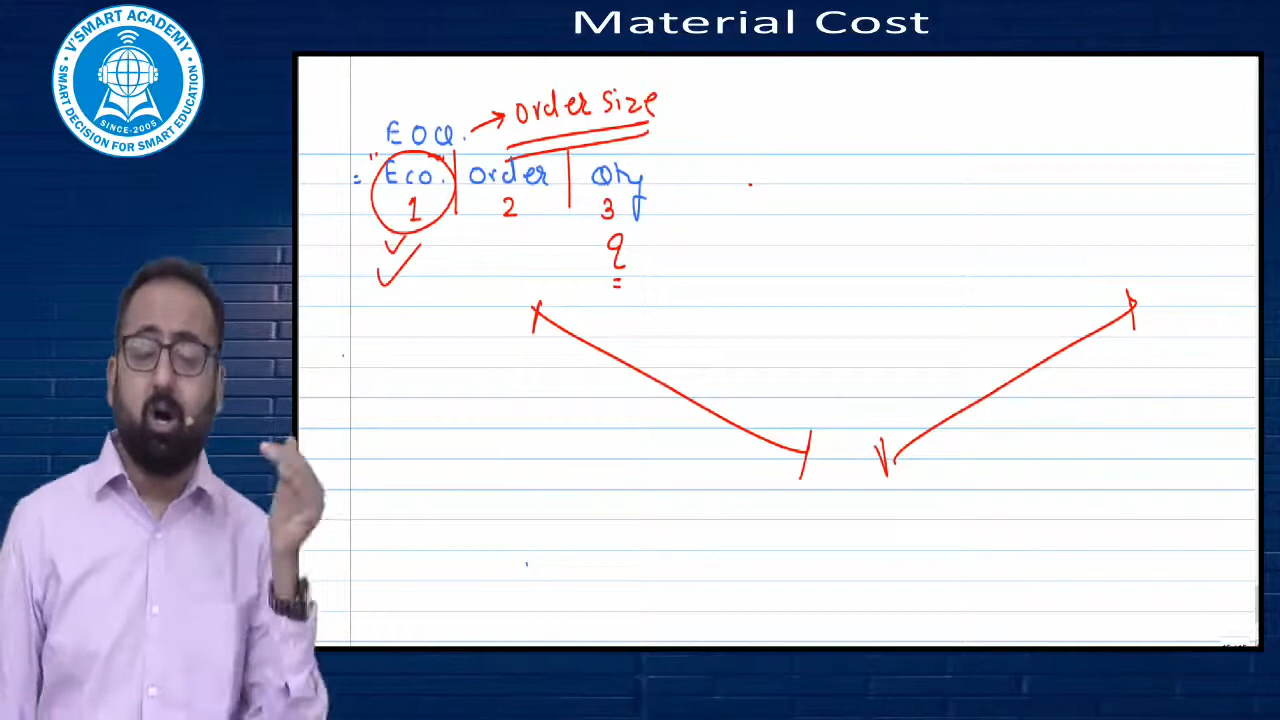 Material Cost
V'SMART ACADEMY
SINCE-2005
SMART DECISION FOR SMART EDUCATION
EOQ. → Order Size
= "Eco." Order Qty
1 2 3
q